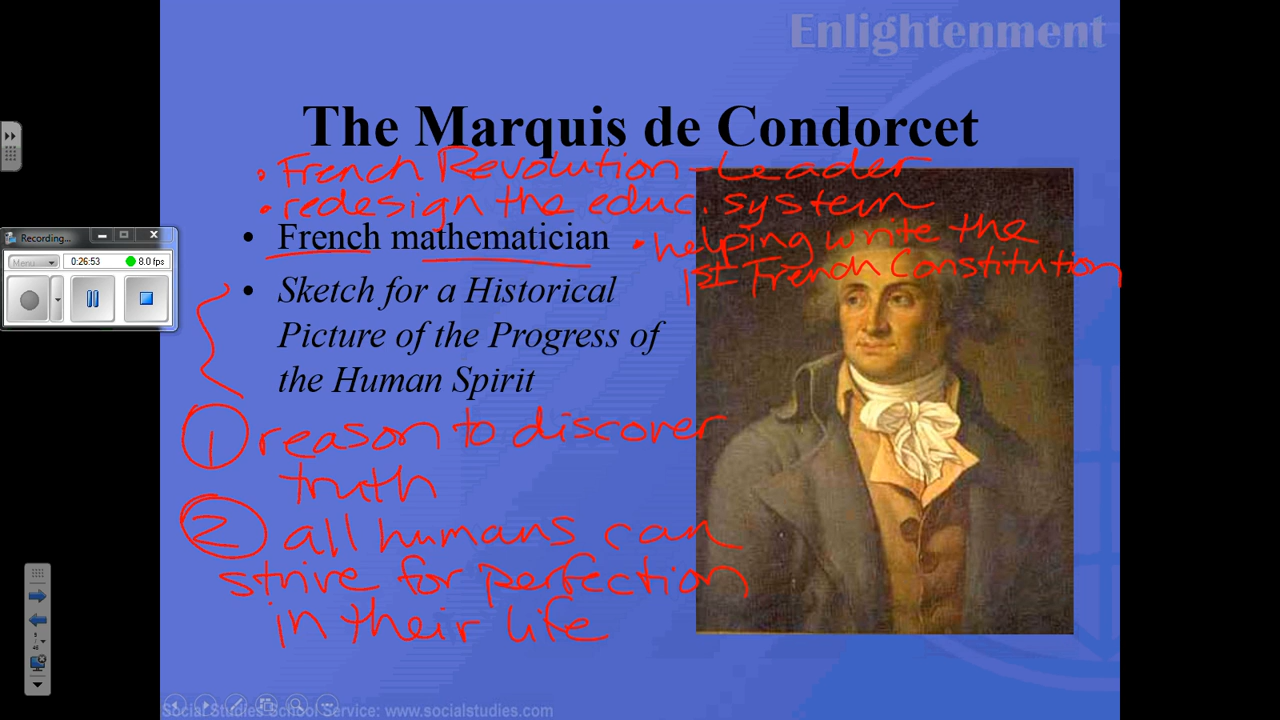 Enlightenment
The Marquis de Condorcet
• French Revolution - Leader
• redesign the educ. system
• French mathematician
• helping write the
1st French Constitution
• Sketch for a Historical
Picture of the Progress of
the Human Spirit
① reason to discover
truth
② all humans can
strive for perfection
in their life
Recording...
Menu
0:26:53
8.0 fps
Social Studies School Service: www.socialstudies.com